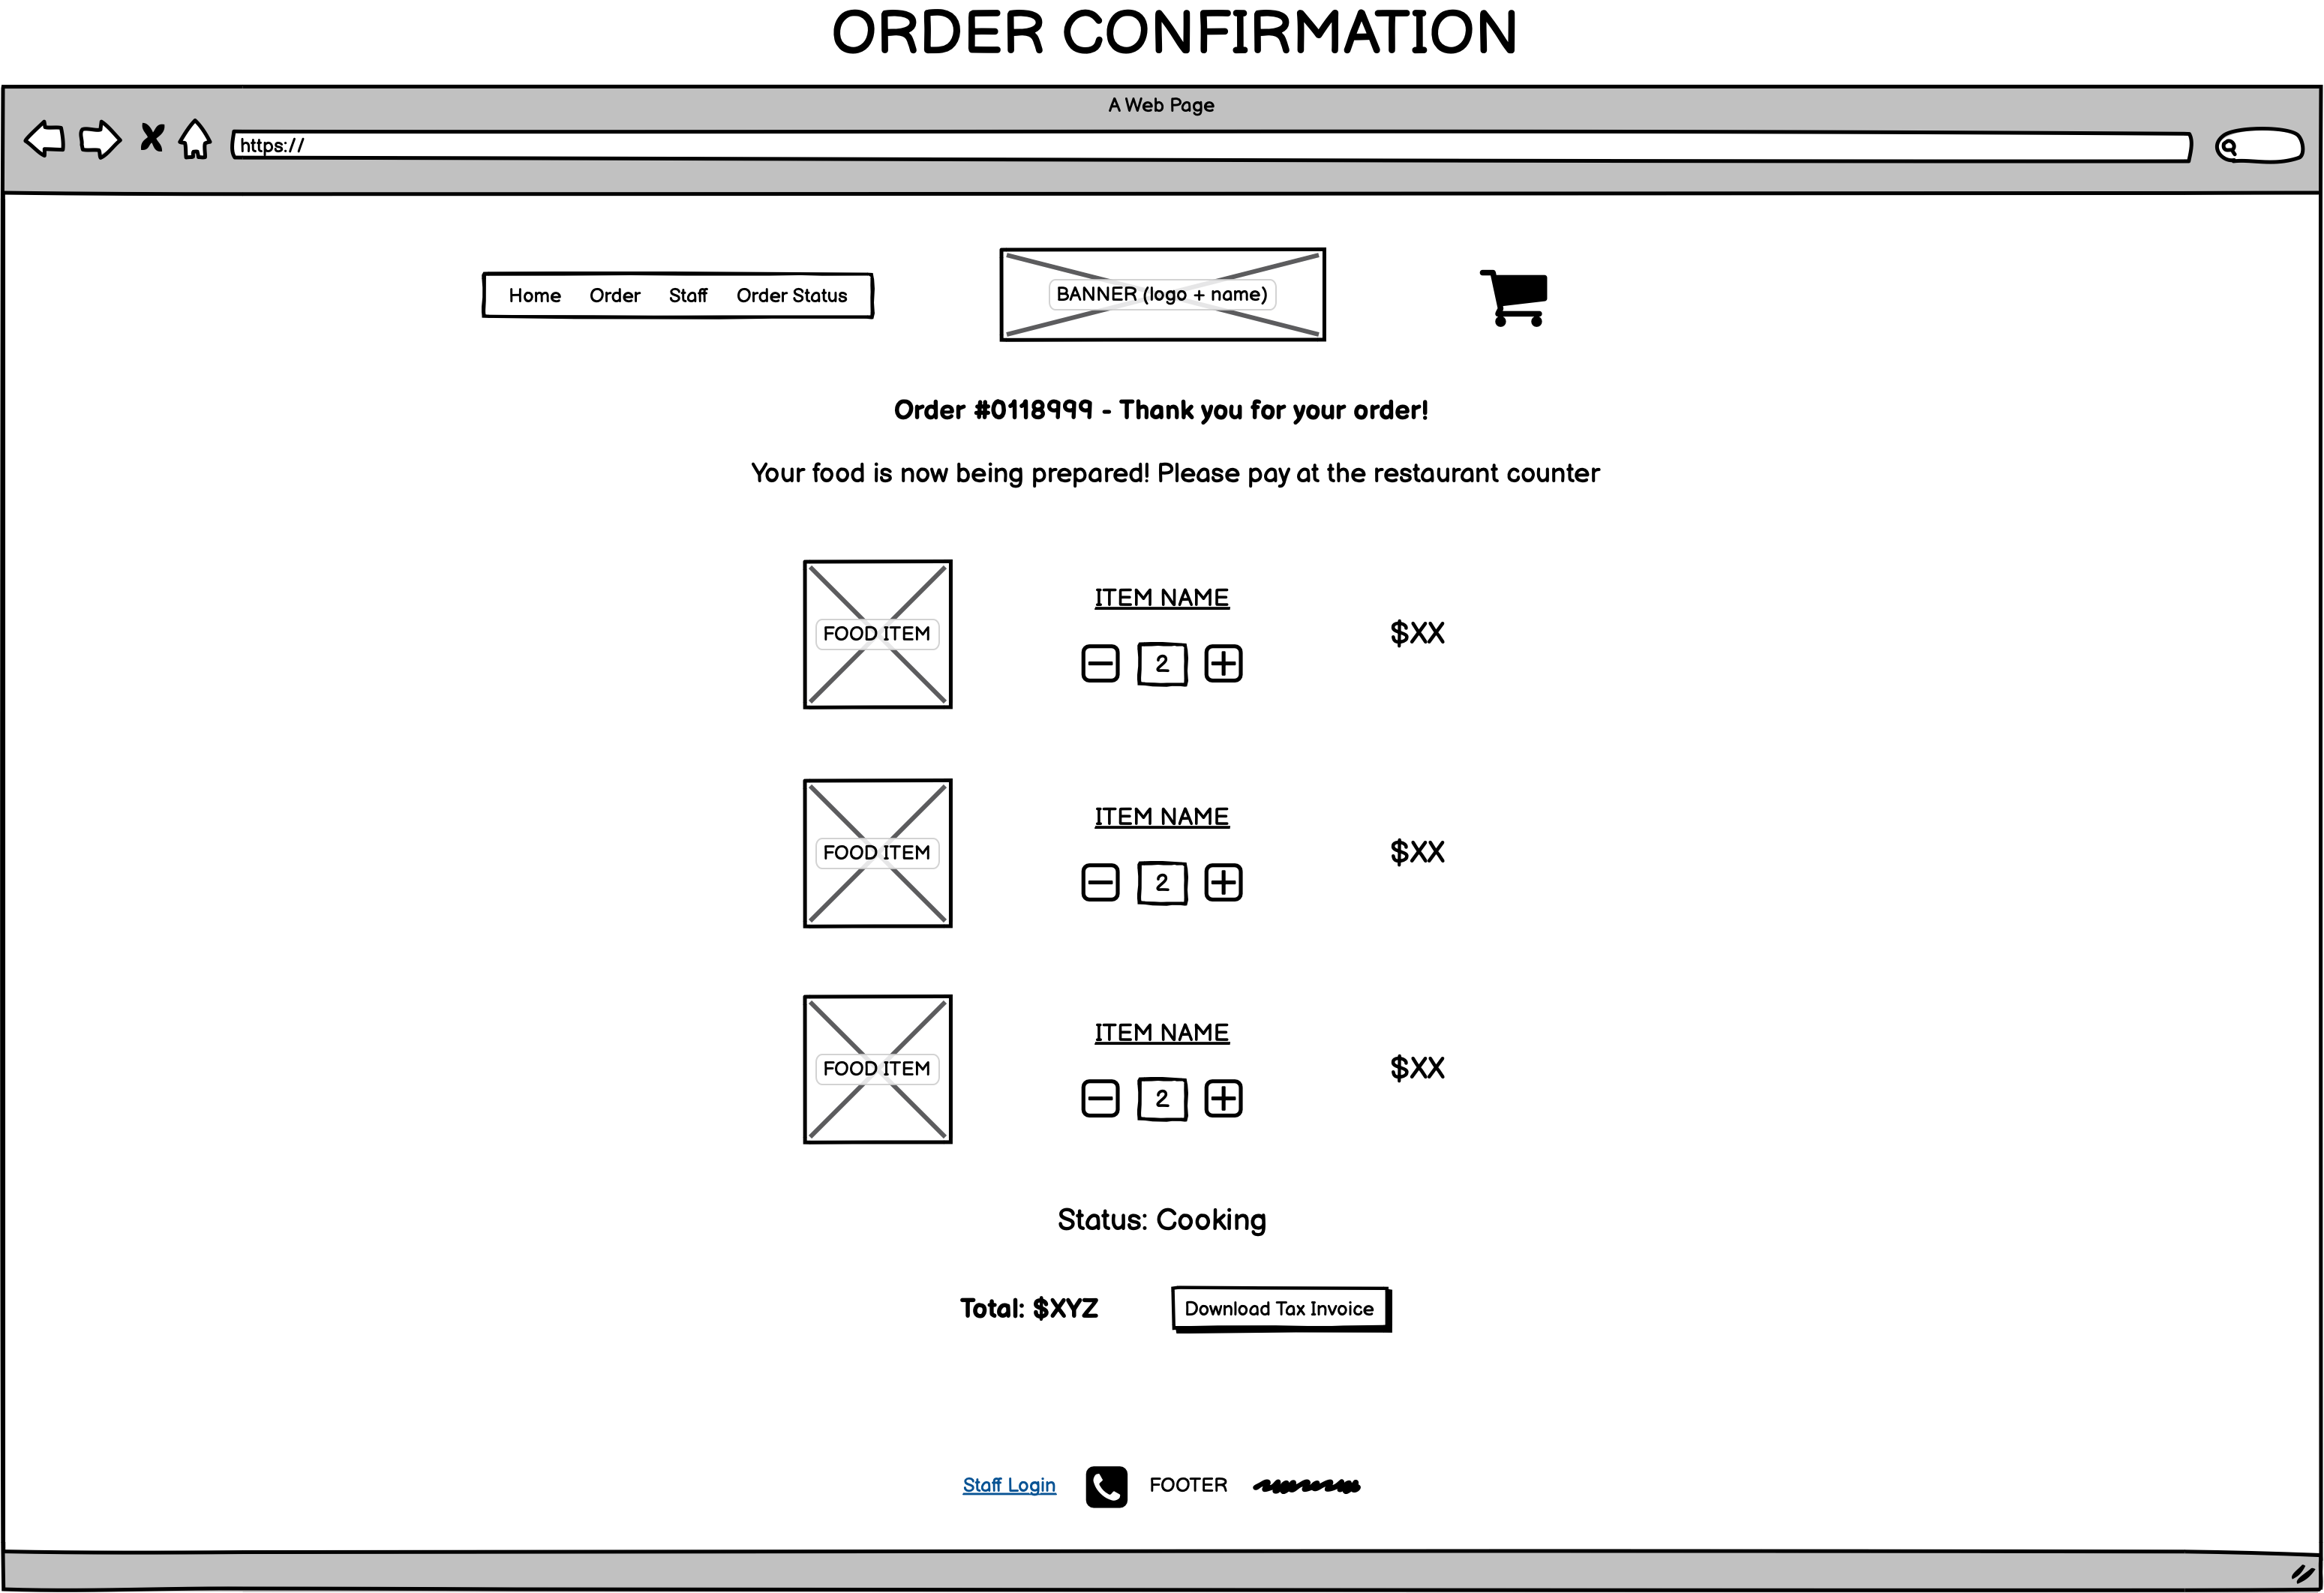 ORDER CONFIRMATION
A Web Page
https://
Home Order Staff Order Status
BANNER (logo + name)
Order #0118999 - Thank you for your order!
Your food is now being prepared! Please pay at the restaurant counter
FOOD ITEM
ITEM NAME
2
$XX
FOOD ITEM
ITEM NAME
2
$XX
FOOD ITEM
ITEM NAME
2
$XX
Status: Cooking
Total: $XYZ
Download Tax Invoice
Staff Login
FOOTER